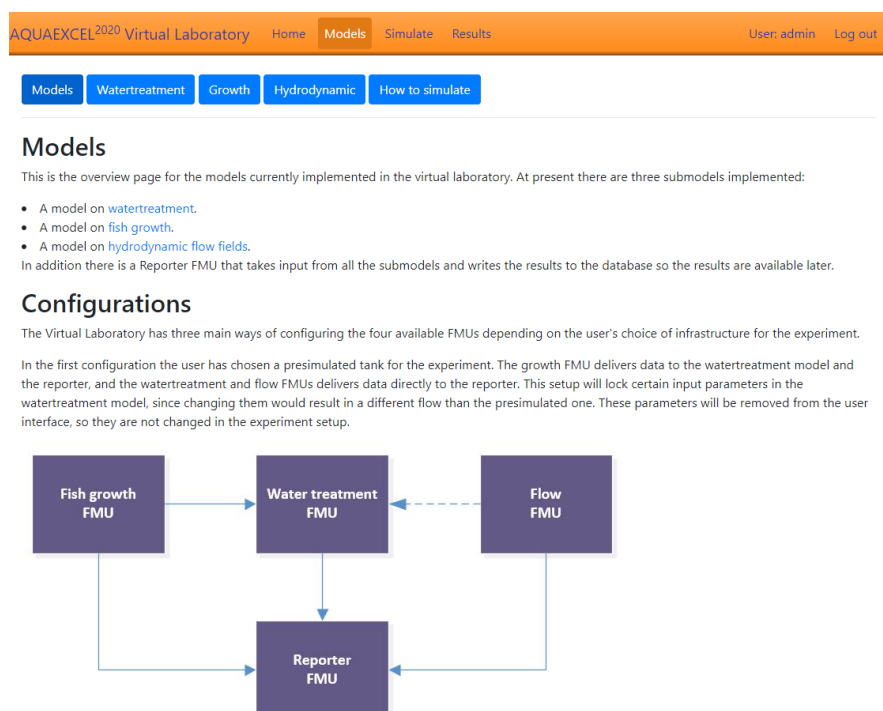 AQUAEXCEL2020 Virtual Laboratory Home Models Simulate Results User: admin Log out
Models Watertreatment Growth Hydrodynamic How to simulate
Models
This is the overview page for the models currently implemented in the virtual laboratory. At present there are three submodels implemented:
• A model on watertreatment.
• A model on fish growth.
• A model on hydrodynamic flow fields.
In addition there is a Reporter FMU that takes input from all the submodels and writes the results to the database so the results are available later.
Configurations
The Virtual Laboratory has three main ways of configuring the four available FMUs depending on the user's choice of infrastructure for the experiment.
In the first configuration the user has chosen a presimulated tank for the experiment. The growth FMU delivers data to the watertreatment model and
the reporter, and the watertreatment and flow FMUs delivers data directly to the reporter. This setup will lock certain input parameters in the
watertreatment model, since changing them would result in a different flow than the presimulated one. These parameters will be removed from the user
interface, so they are not changed in the experiment setup.
Fish growth
FMU
Water treatment
FMU
Flow
FMU
Reporter
FMU